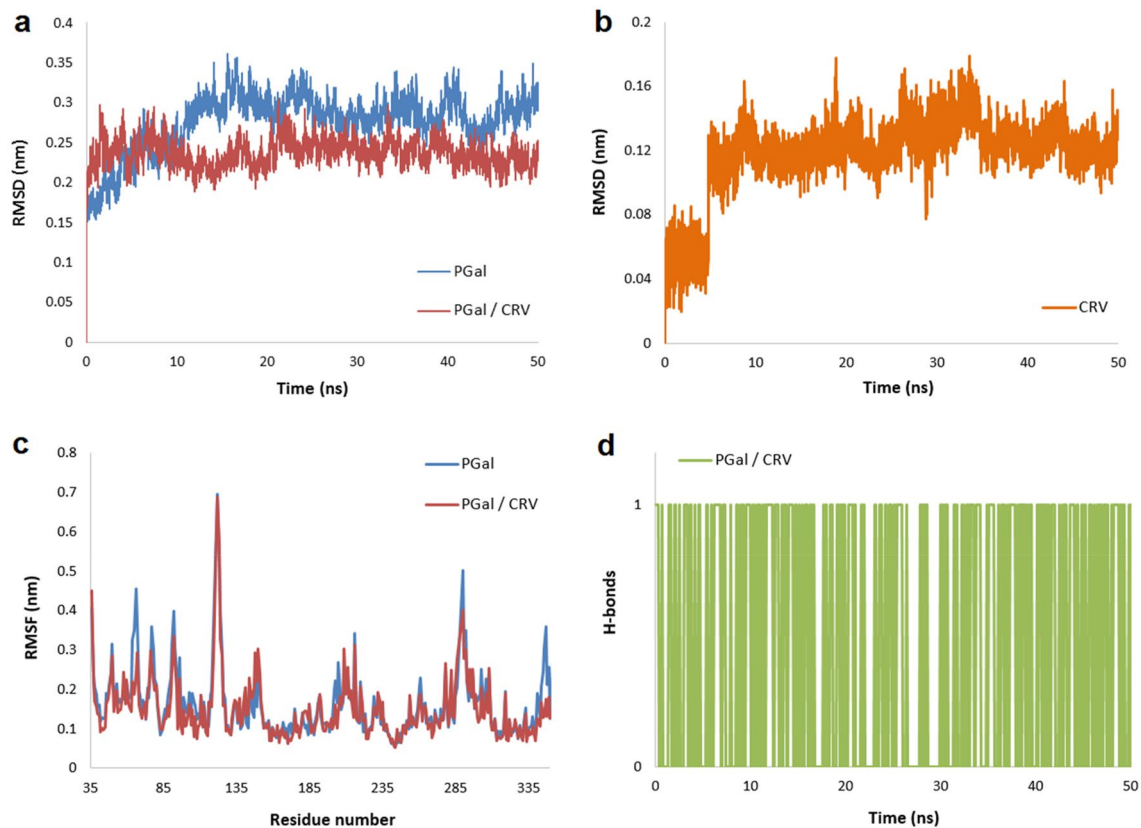 a
RMSD (nm)
0.4
0.35
0.3
0.25
0.2
0.15
0.1
0.05
0
PGal
PGal / CRV
0 10 20 30 40 50
Time (ns)
b
RMSD (nm)
0.2
0.16
0.12
0.08
0.04
0
CRV
0 10 20 30 40 50
Time (ns)
c
RMSF (nm)
0.8
0.7
0.6
0.5
0.4
0.3
0.2
0.1
0
PGal
PGal / CRV
35 85 135 185 235 285 335
Residue number
d
PGal / CRV
H-bonds
1
0
0 10 20 30 40 50
Time (ns)